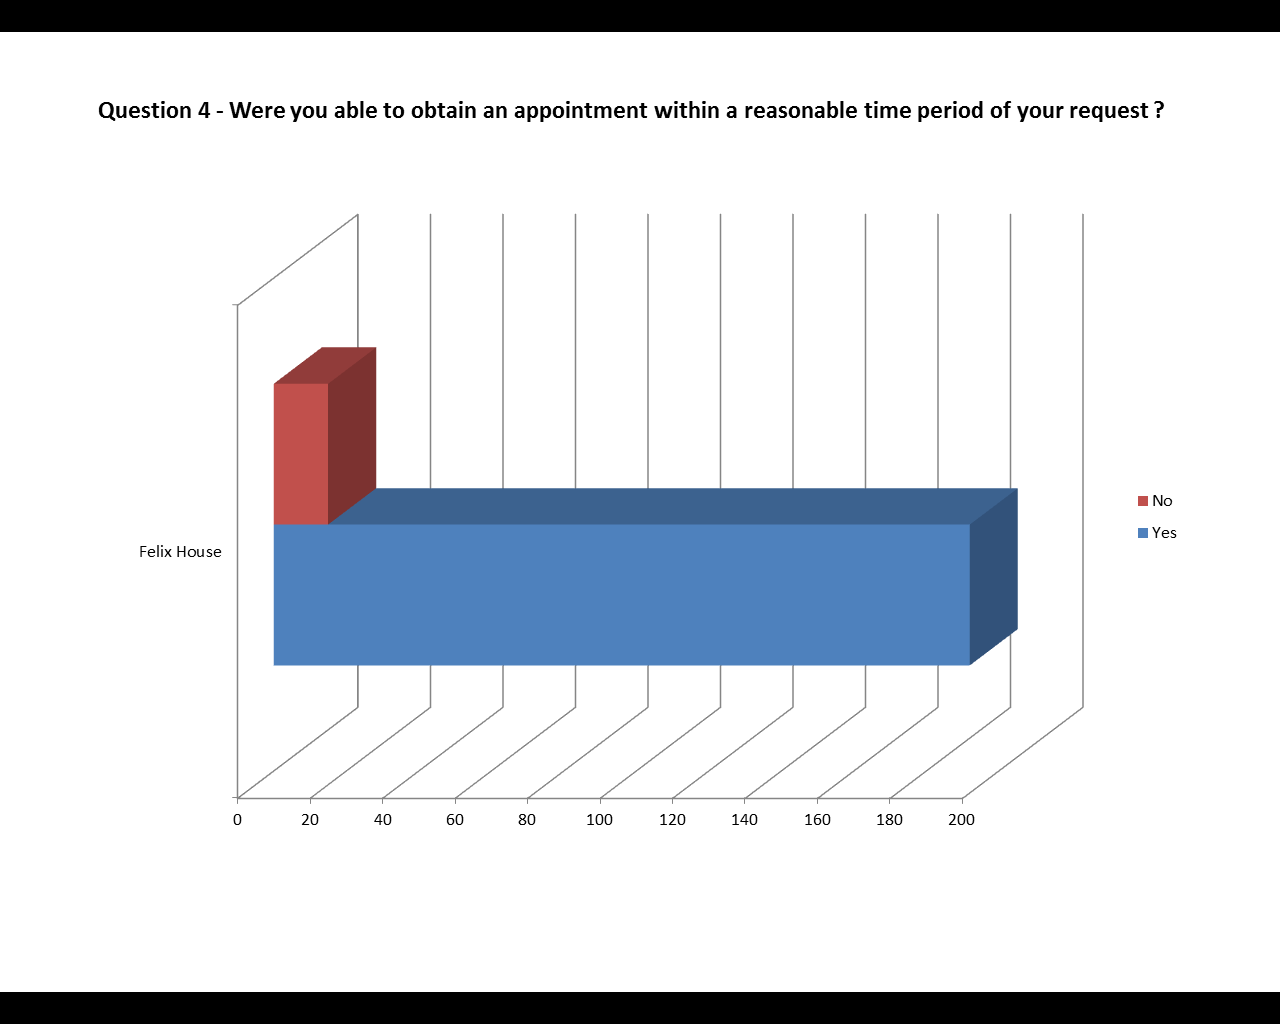 Question 4 - Were you able to obtain an appointment within a reasonable time period of your request ?
No
Felix House
Yes
0 20 40 60 80 100 120 140 160 180 200